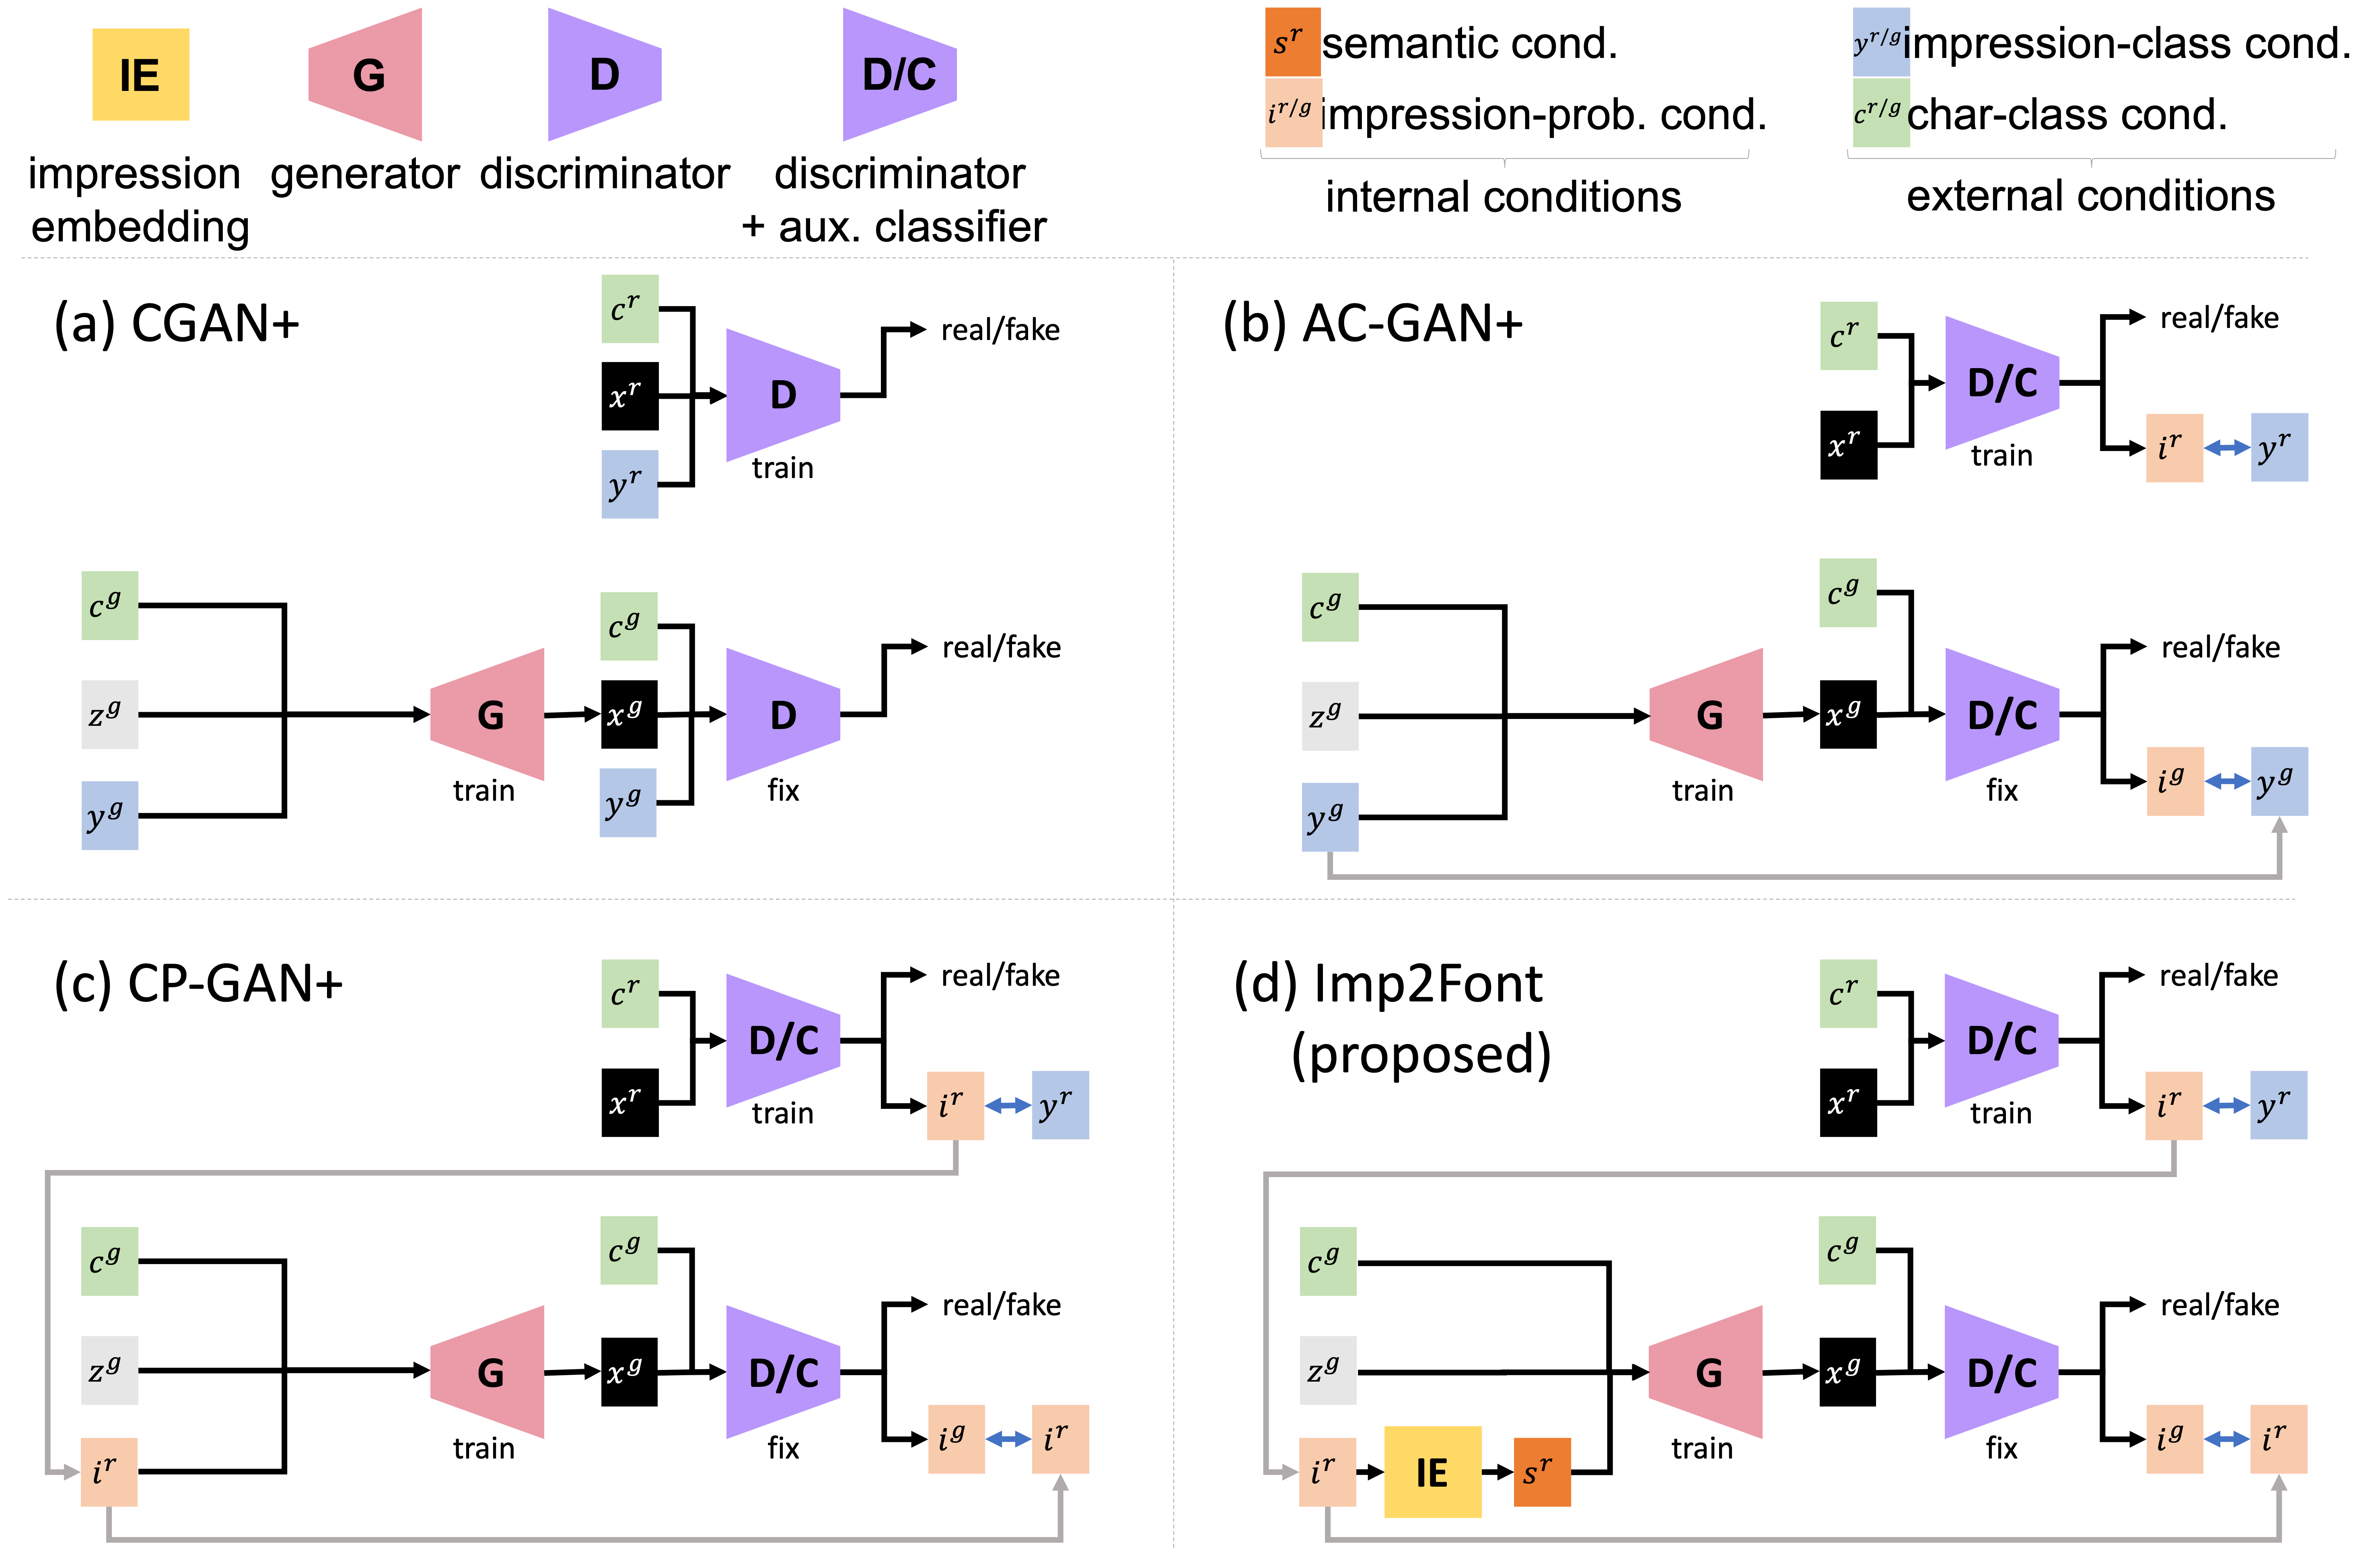 IE
G
D
D/C
impression
embedding
generator
discriminator
discriminator
+ aux. classifier
s^r semantic cond.
i^{r/g} impression-prob. cond.
internal conditions
y^{r/g} impression-class cond.
c^{r/g} char-class cond.
external conditions
(a) CGAN+
c^r
x^r
y^r
D
train
real/fake
c^g
z^g
y^g
G
train
c^g
x^g
y^g
D
fix
real/fake
(b) AC-GAN+
c^r
x^r
D/C
train
real/fake
i^r
y^r
c^g
z^g
y^g
G
train
c^g
x^g
D/C
fix
real/fake
i^g
y^g
(c) CP-GAN+
c^r
x^r
D/C
train
real/fake
i^r
y^r
c^g
z^g
i^r
G
train
c^g
x^g
D/C
fix
real/fake
i^g
i^r
(d) Imp2Font
(proposed)
c^r
x^r
D/C
train
real/fake
i^r
y^r
c^g
z^g
i^r
IE
s^r
G
train
c^g
x^g
D/C
fix
real/fake
i^g
i^r